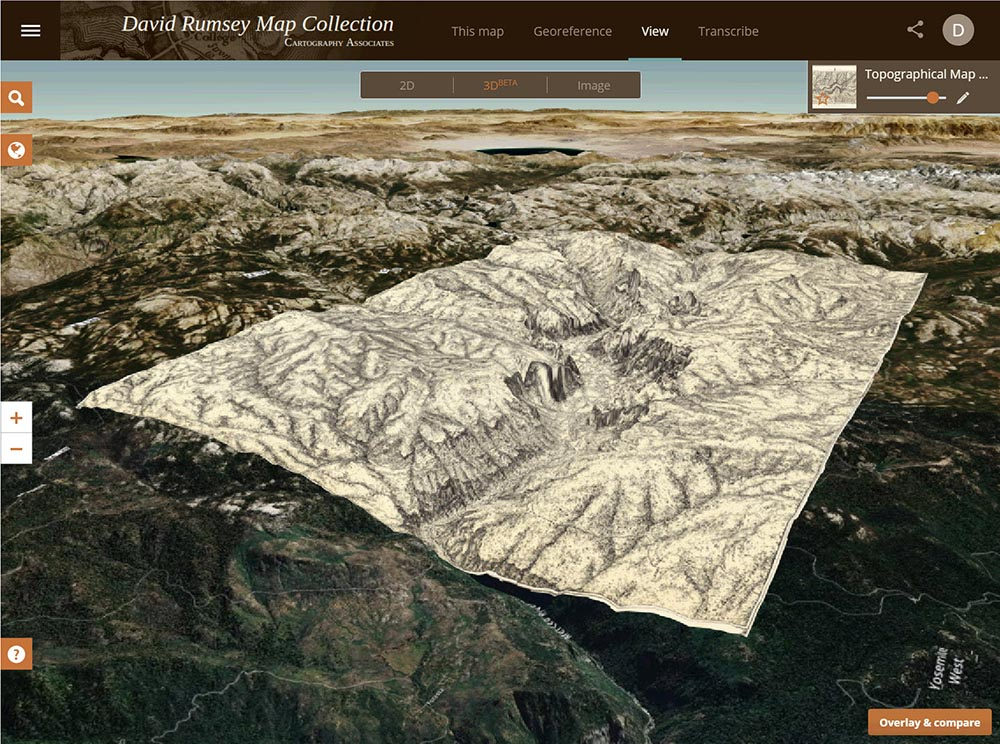 David Rumsey Map Collection
CARTOGRAPHY ASSOCIATES
This map
Georeference
View
Transcribe
D
2D
3DBETA
Image
Topographical Map ...
+
−
?
Yosemite
West
Overlay & compare